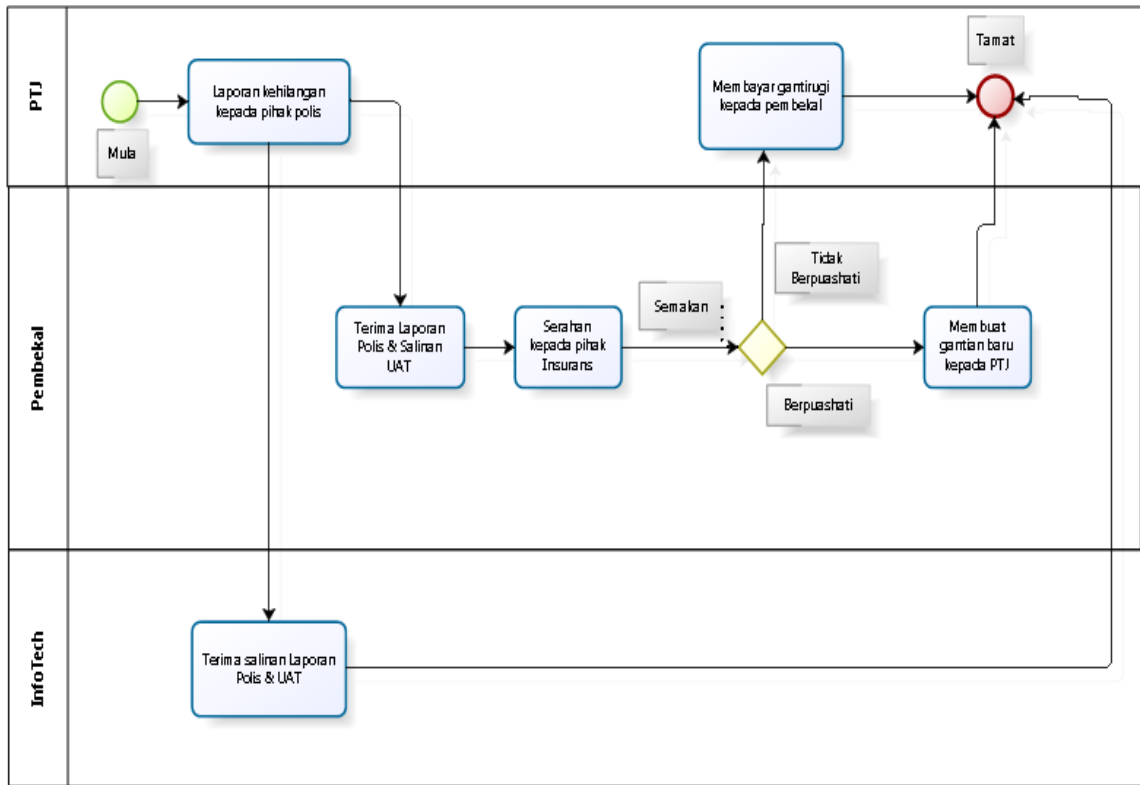 PTJ
Mula
Laporan kehilangan
kepada pihak polis
Membayar gantirugi
kepada pembekal
Tamat
Pembekal
Terima Laporan
Polis & Salinan
UAT
Serahan
kepada pihak
Insurans
Semakan
Tidak
Berpuashati
Berpuashati
Membuat
gantian baru
kepada PTJ
InfoTech
Terima salinan Laporan
Polis & UAT